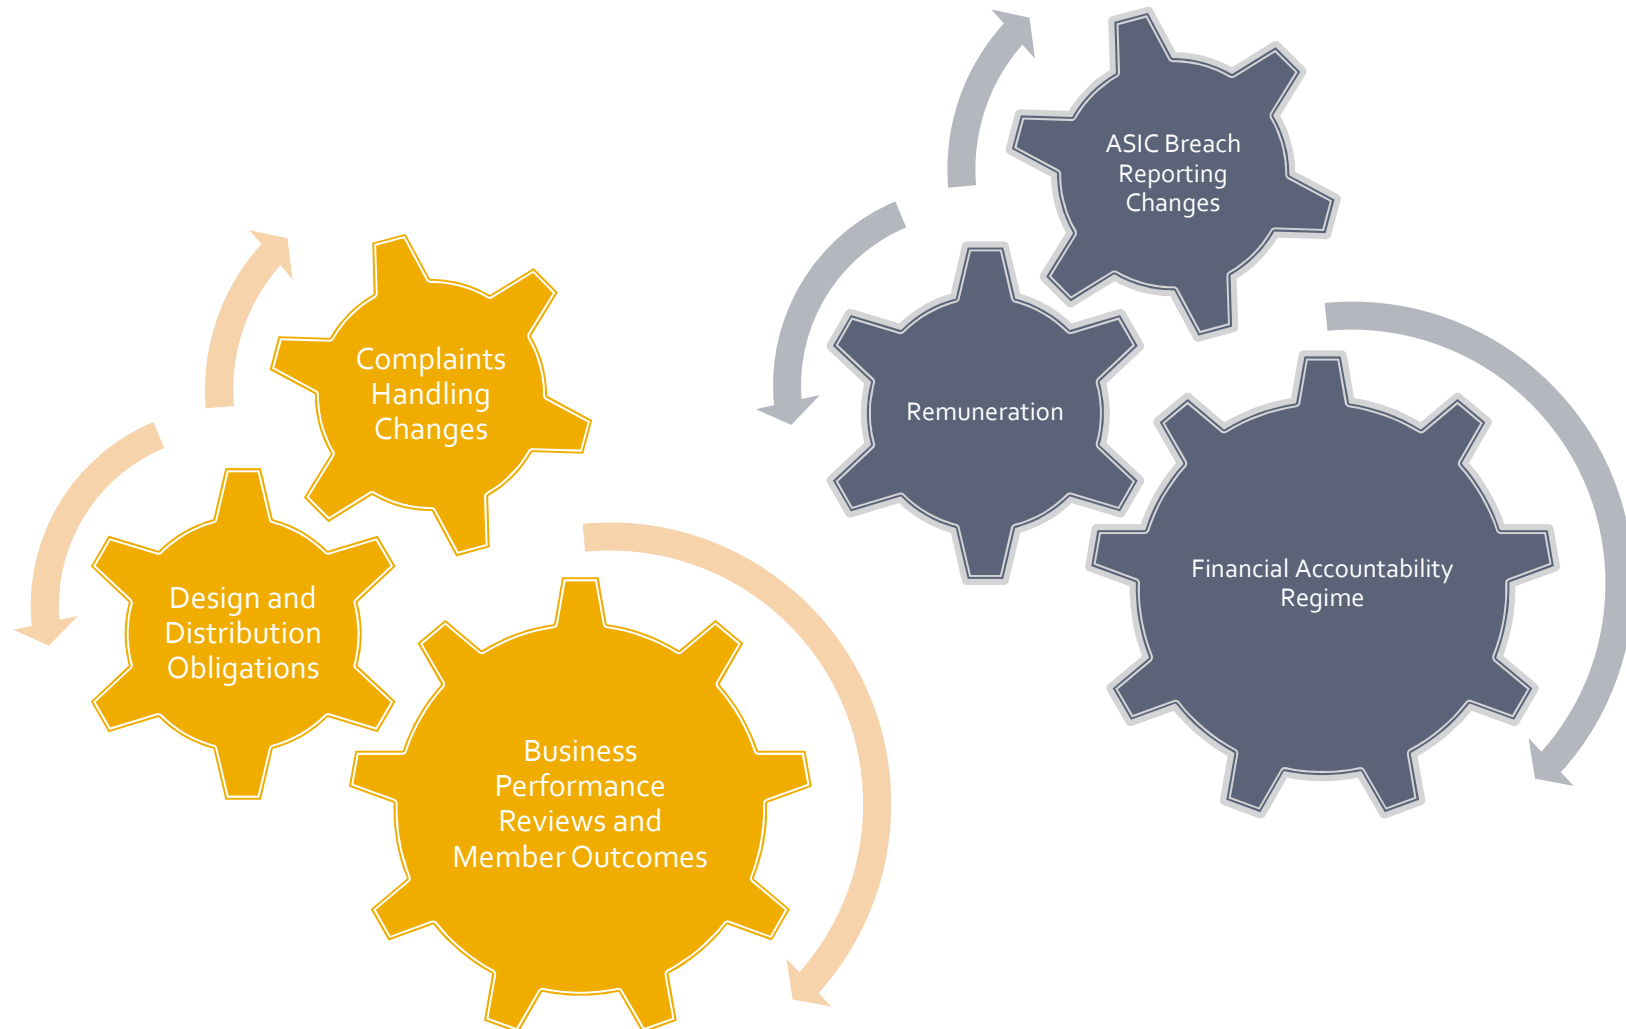 Complaints
Handling
Changes
Design and
Distribution
Obligations
Business
Performance
Reviews and
Member Outcomes
ASIC Breach
Reporting
Changes
Remuneration
Financial Accountability
Regime